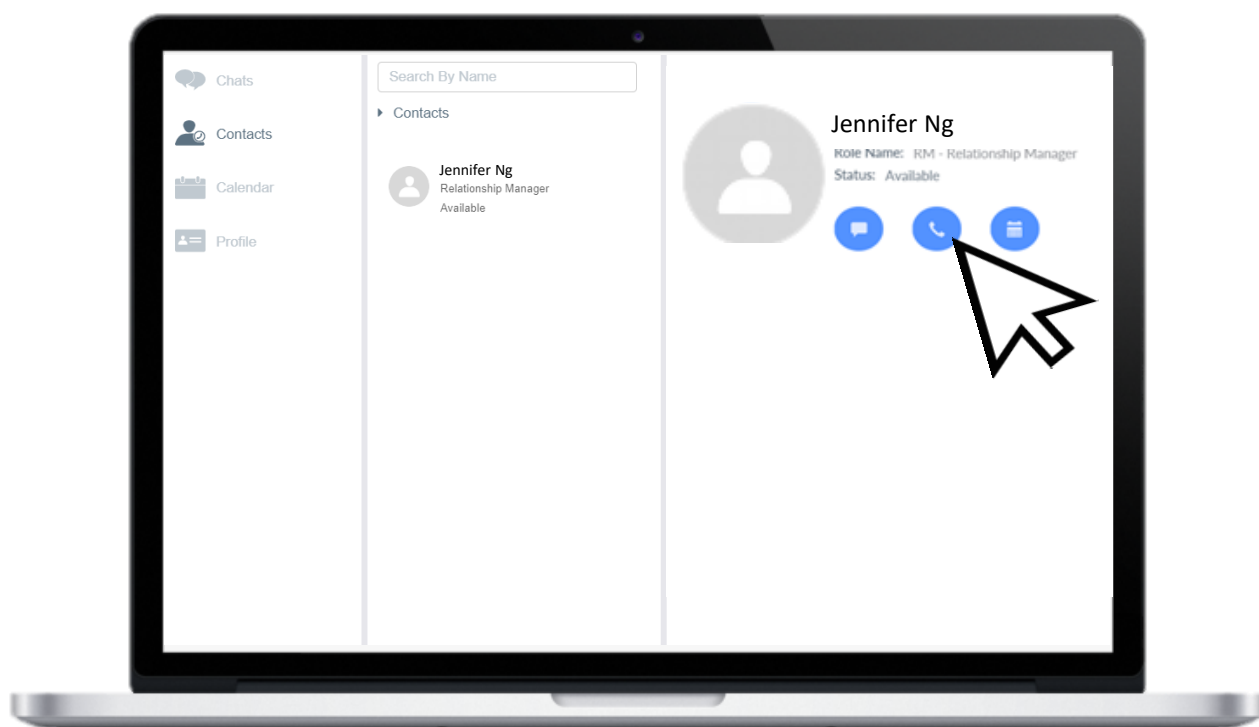 Chats
Contacts
Calendar
Profile
Search By Name
Contacts
Jennifer Ng
Relationship Manager
Available
Jennifer Ng
Role Name: RM - Relationship Manager
Status: Available